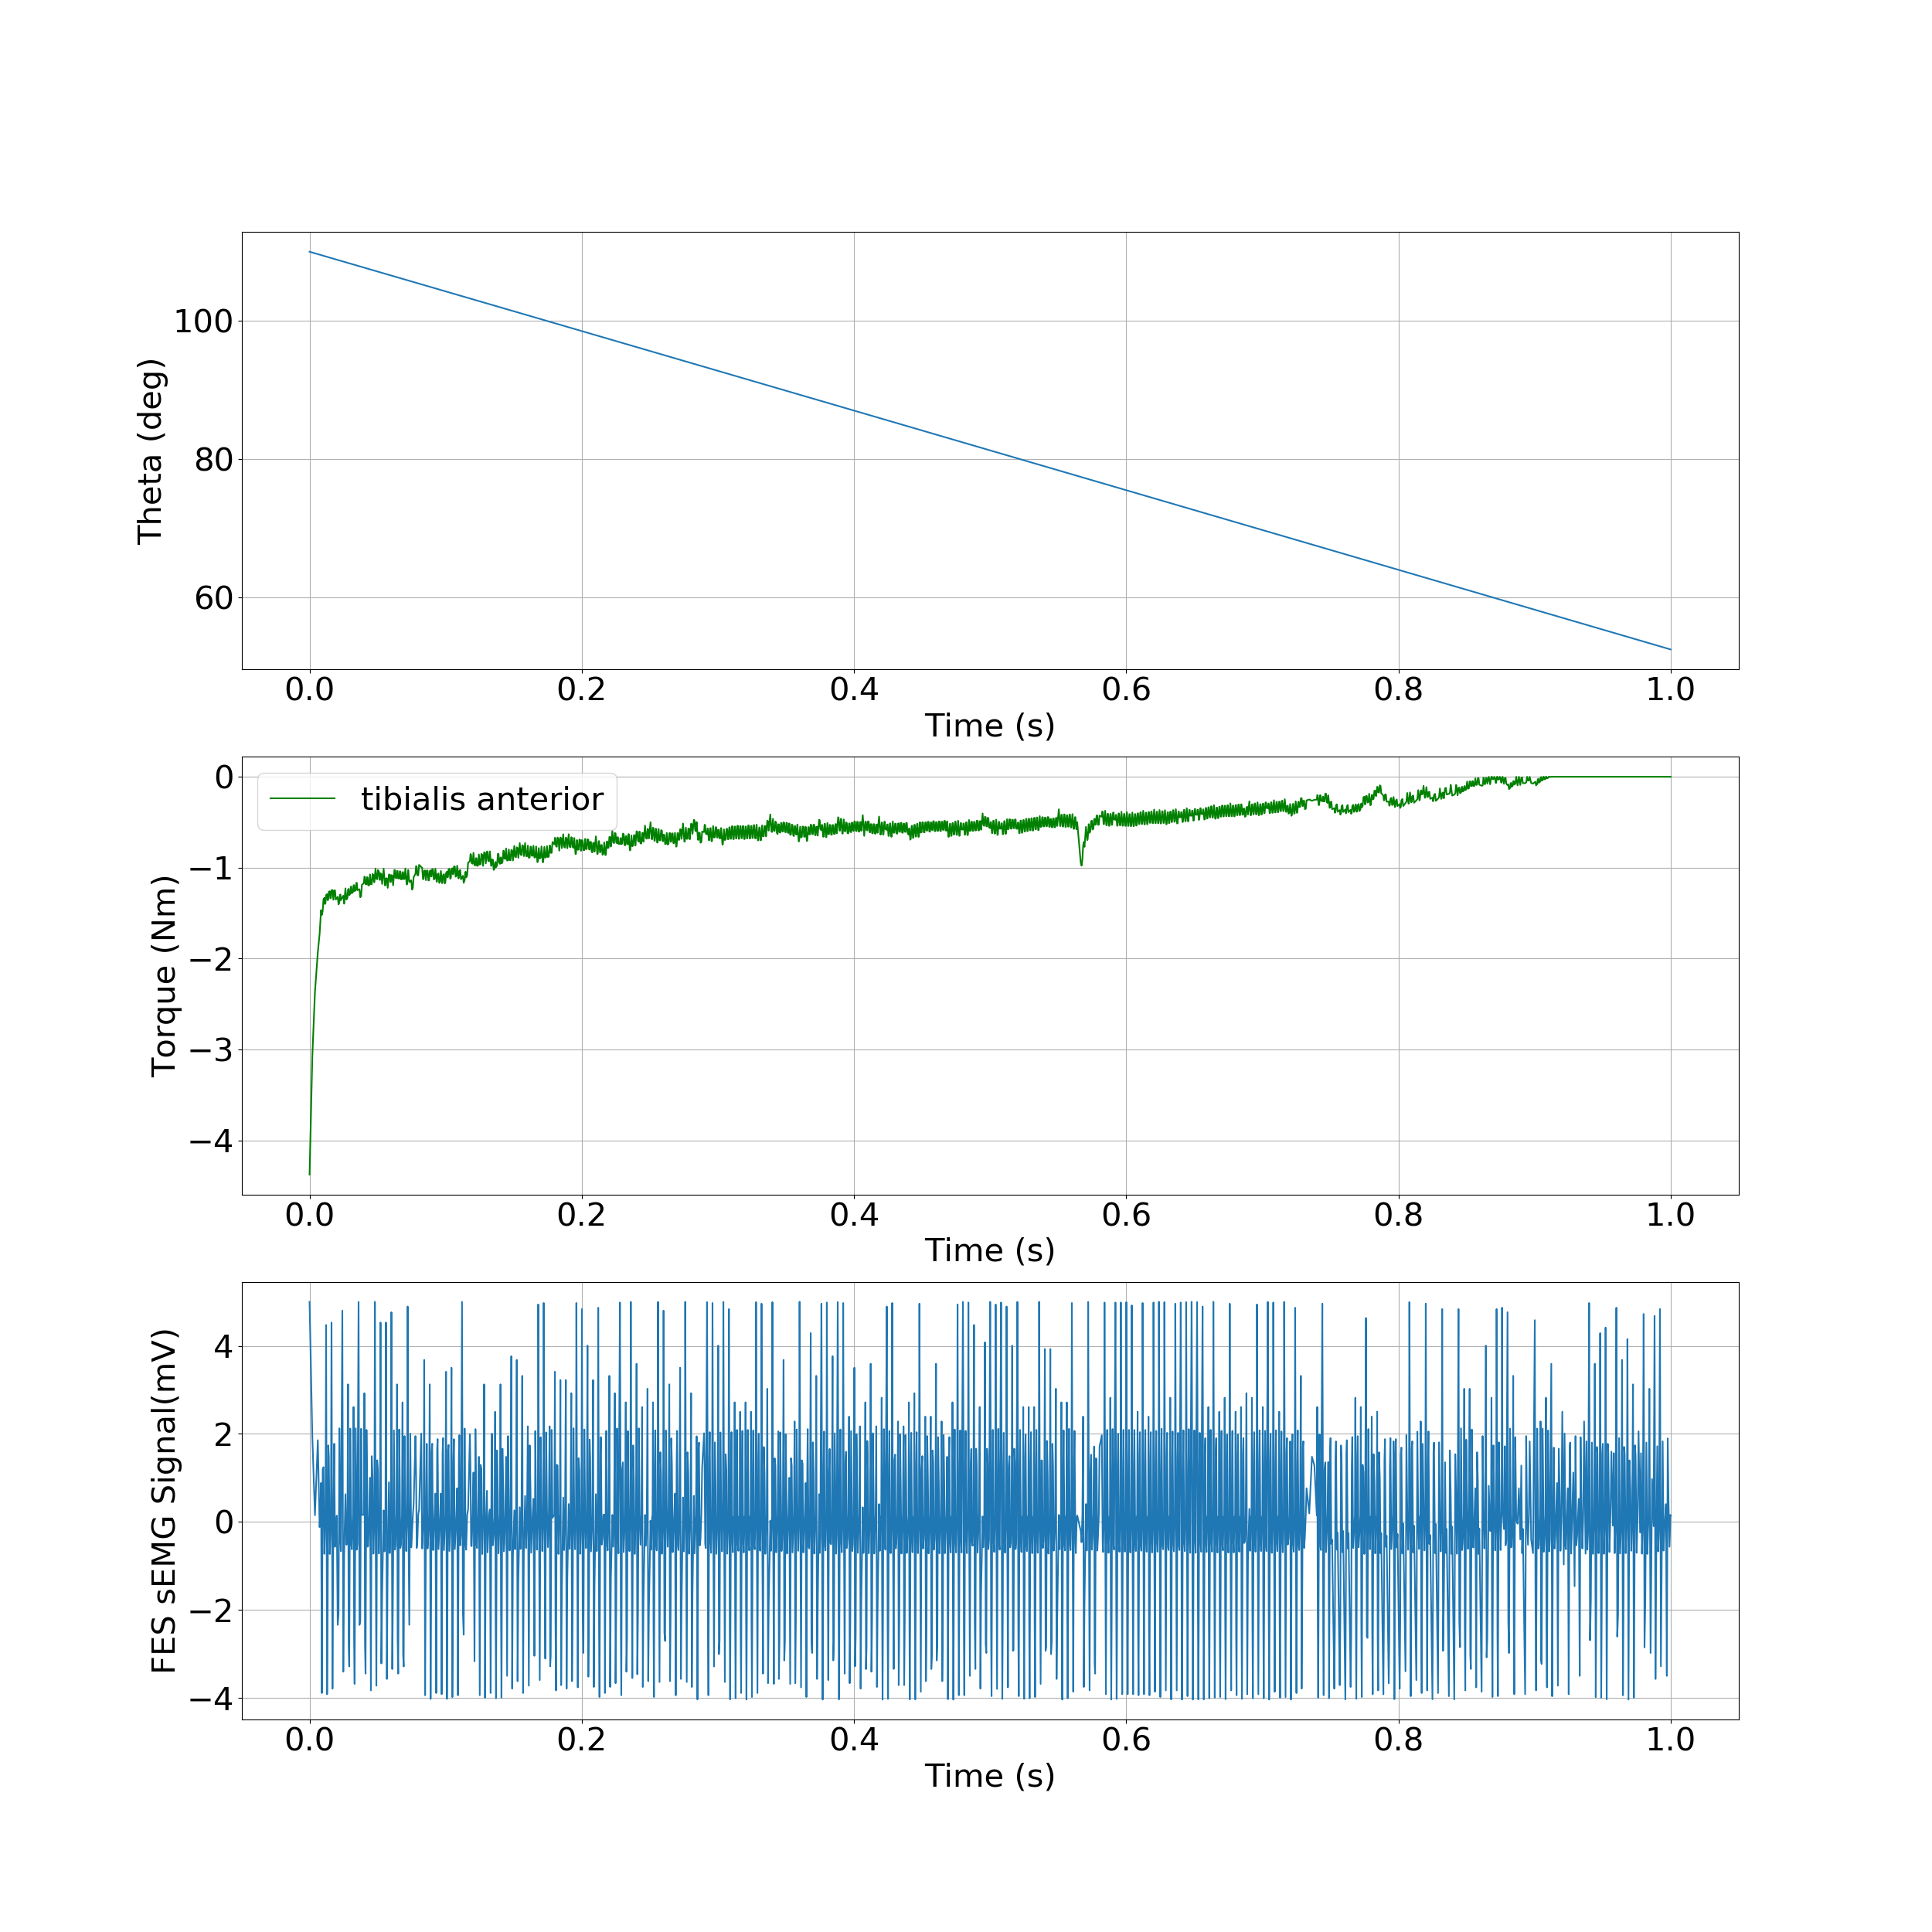 100
80
60
Theta (deg)
0.0 0.2 0.4 0.6 0.8 1.0
Time (s)
tibialis anterior
0
−1
−2
−3
−4
Torque (Nm)
0.0 0.2 0.4 0.6 0.8 1.0
Time (s)
4
2
0
−2
−4
FES sEMG Signal(mV)
0.0 0.2 0.4 0.6 0.8 1.0
Time (s)